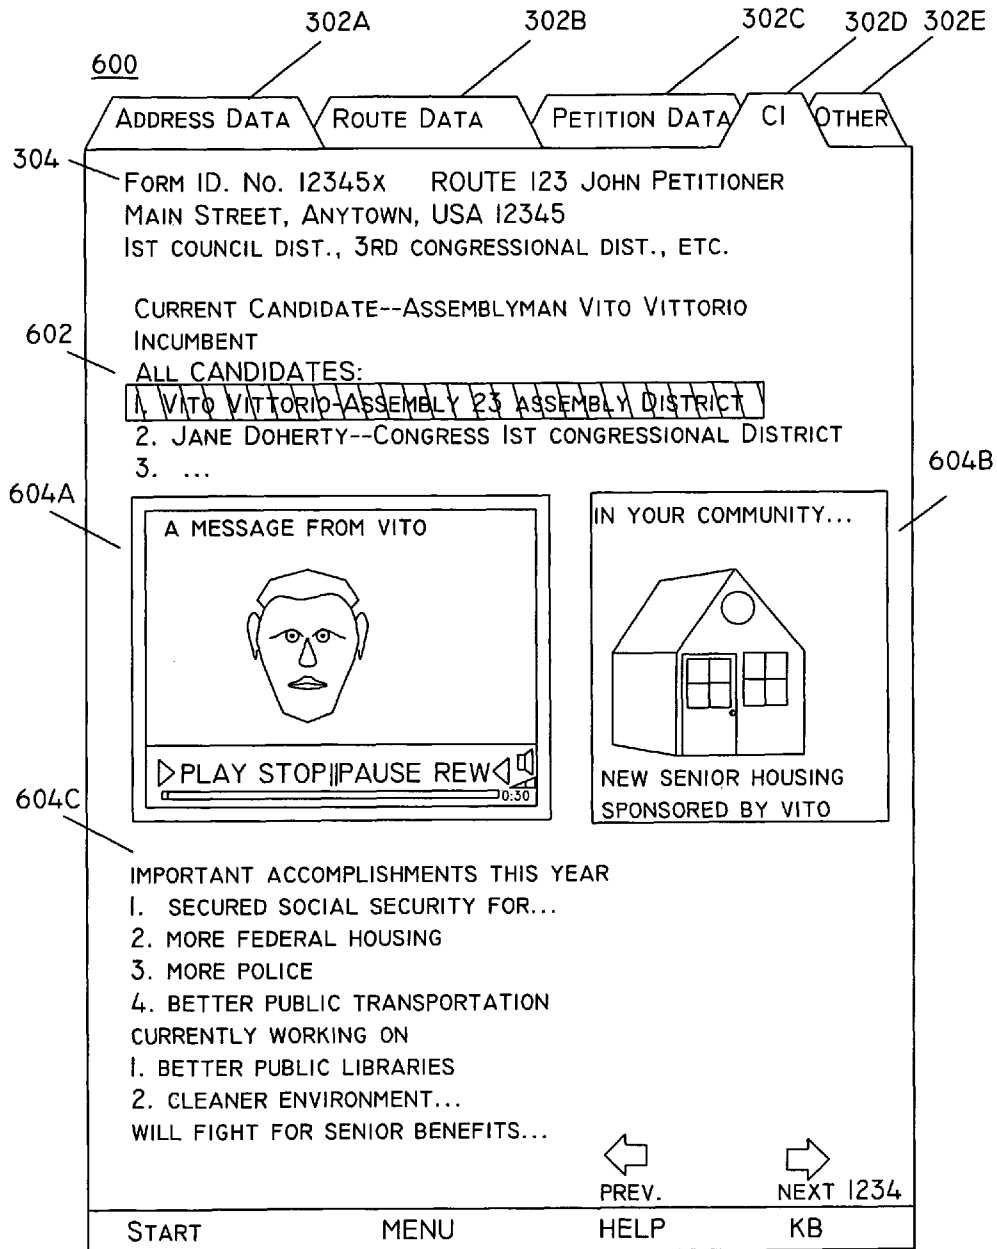 302A 302B 302C 302D 302E
600
ADDRESS DATA ROUTE DATA PETITION DATA CI OTHER
304
FORM ID. NO. 12345X ROUTE 123 JOHN PETITIONER
MAIN STREET, ANYTOWN, USA 12345
1ST COUNCIL DIST., 3RD CONGRESSIONAL DIST., ETC.
CURRENT CANDIDATE--ASSEMBLYMAN VITO VITTORIO
INCUMBENT
602
ALL CANDIDATES:
1. VITO VITTORIO-ASSEMBLY 23 ASSEMBLY DISTRICT
2. JANE DOHERTY--CONGRESS 1ST CONGRESSIONAL DISTRICT
3. ...
604A
604B
A MESSAGE FROM VITO
PLAY STOP||PAUSE REW
0:30
IN YOUR COMMUNITY...
NEW SENIOR HOUSING
SPONSORED BY VITO
604C
IMPORTANT ACCOMPLISHMENTS THIS YEAR
1. SECURED SOCIAL SECURITY FOR...
2. MORE FEDERAL HOUSING
3. MORE POLICE
4. BETTER PUBLIC TRANSPORTATION
CURRENTLY WORKING ON
1. BETTER PUBLIC LIBRARIES
2. CLEANER ENVIRONMENT...
WILL FIGHT FOR SENIOR BENEFITS...
PREV. NEXT 1234
START MENU HELP KB